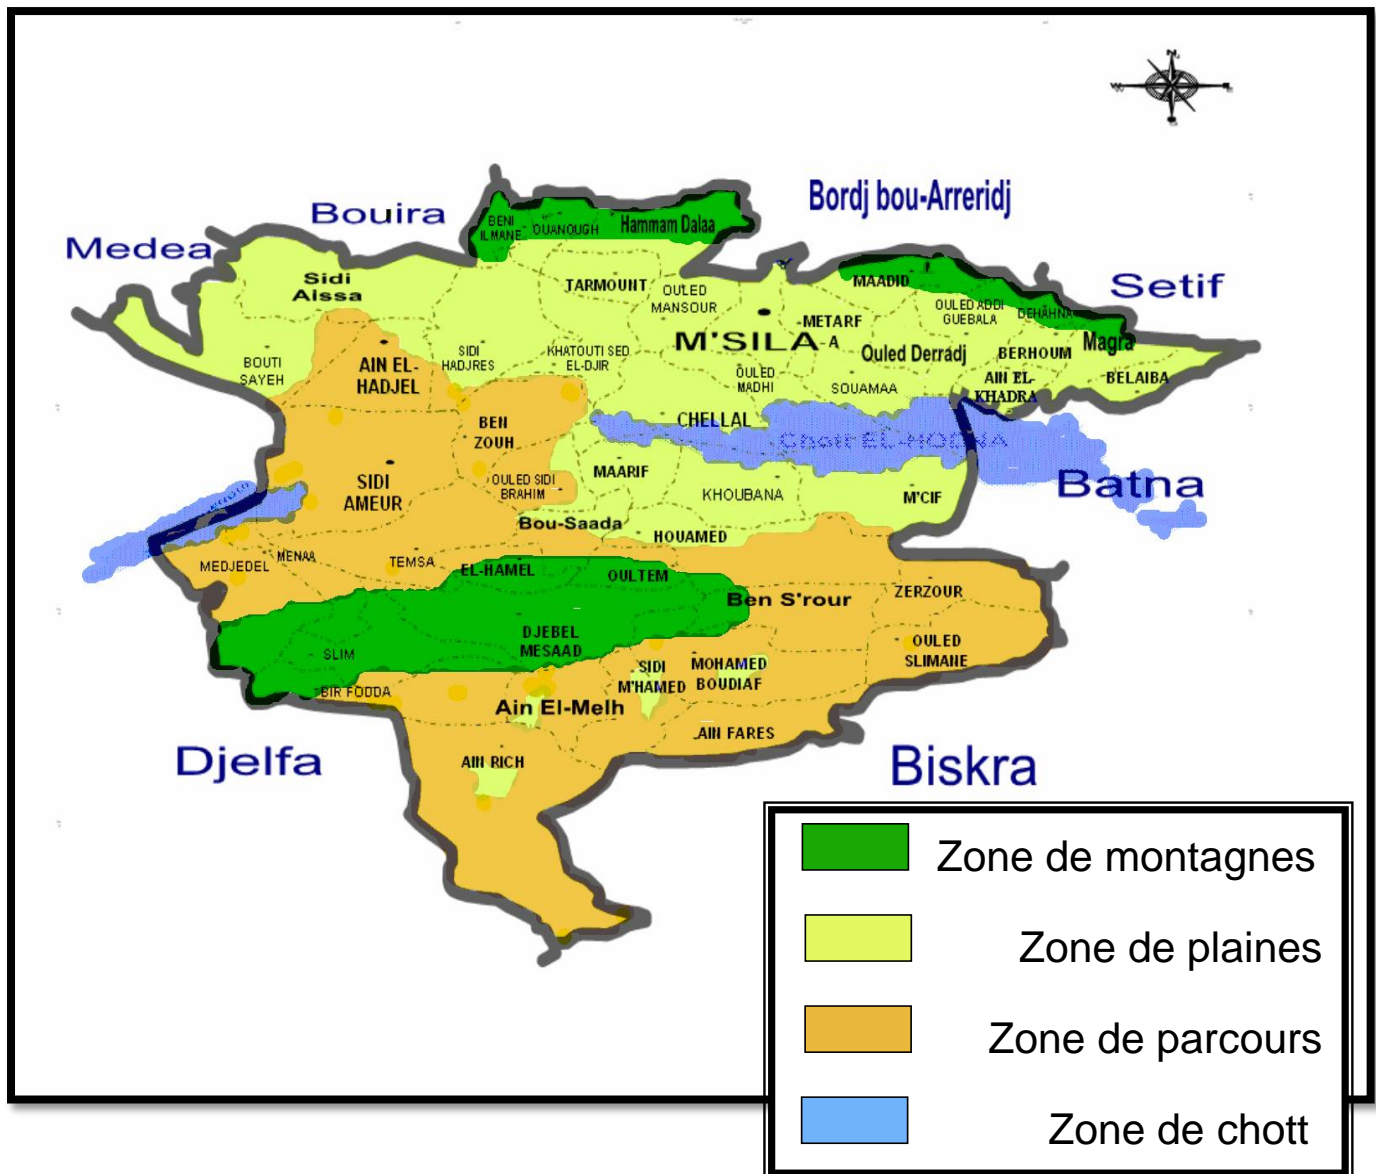 N
W
E
S
Bordj bou-Arreridj
Bouira
Medea
Setif
BENI
ILMANE
OUANOUGH
Hammam Dalaa
Sidi
Aissa
TARMOUNT
OULED
MANSOUR
MAADID
OULED ADDI
GUEBALA
DEHAHNA
METARF
M'SILA
A
Ouled Derradj
BERHOUM
Magra
BOUTI
SAYEH
AIN EL-
HADJEL
SIDI
HADJRES
KHATOUTI SED
EL-DJIR
OULED
MADHI
SOUAMAA
AIN EL-
KHADRA
BELAIBA
BEN
ZOUH
CHELLAL
Chott EL-HODNA
SIDI
AMEUR
OULED SIDI
BRAHIM
MAARIF
KHOUBANA
M'CIF
Batna
Bou-Saada
HOUAMED
MEDJEDEL
MENAA
TEMSA
EL-HAMEL
OULTEM
Ben S'rour
ZERZOUR
SLIM
DJEBEL
MESAAD
OULED
SLIMANE
BIR FODDA
SIDI
M'HAMED
MOHAMED
BOUDIAF
Ain El-Melh
AIN FARES
Djelfa
AIN RICH
Biskra
Zone de montagnes
Zone de plaines
Zone de parcours
Zone de chott